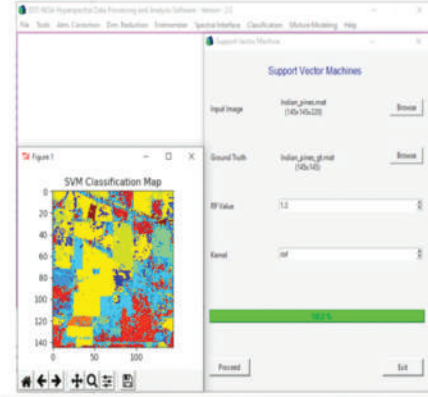 Hyperspectral Data Processing and Analysis Software - Version - 2.0
File Tools Atm. Correction Dim. Reduction Endmember Spectral Interface Classification Mixture Modeling Help
Support Vector Machine
Support Vector Machines
Input Image
Indian_pines.mat
(145x145x220)
Browse
Ground Truth
Indian_pines_gt.mat
(145x145)
Browse
RF Value
1.0
Kernel
rbf
100.0 %
Proceed
Exit
Figure 1
SVM Classification Map
0
20
40
60
80
100
120
140
0 50 100